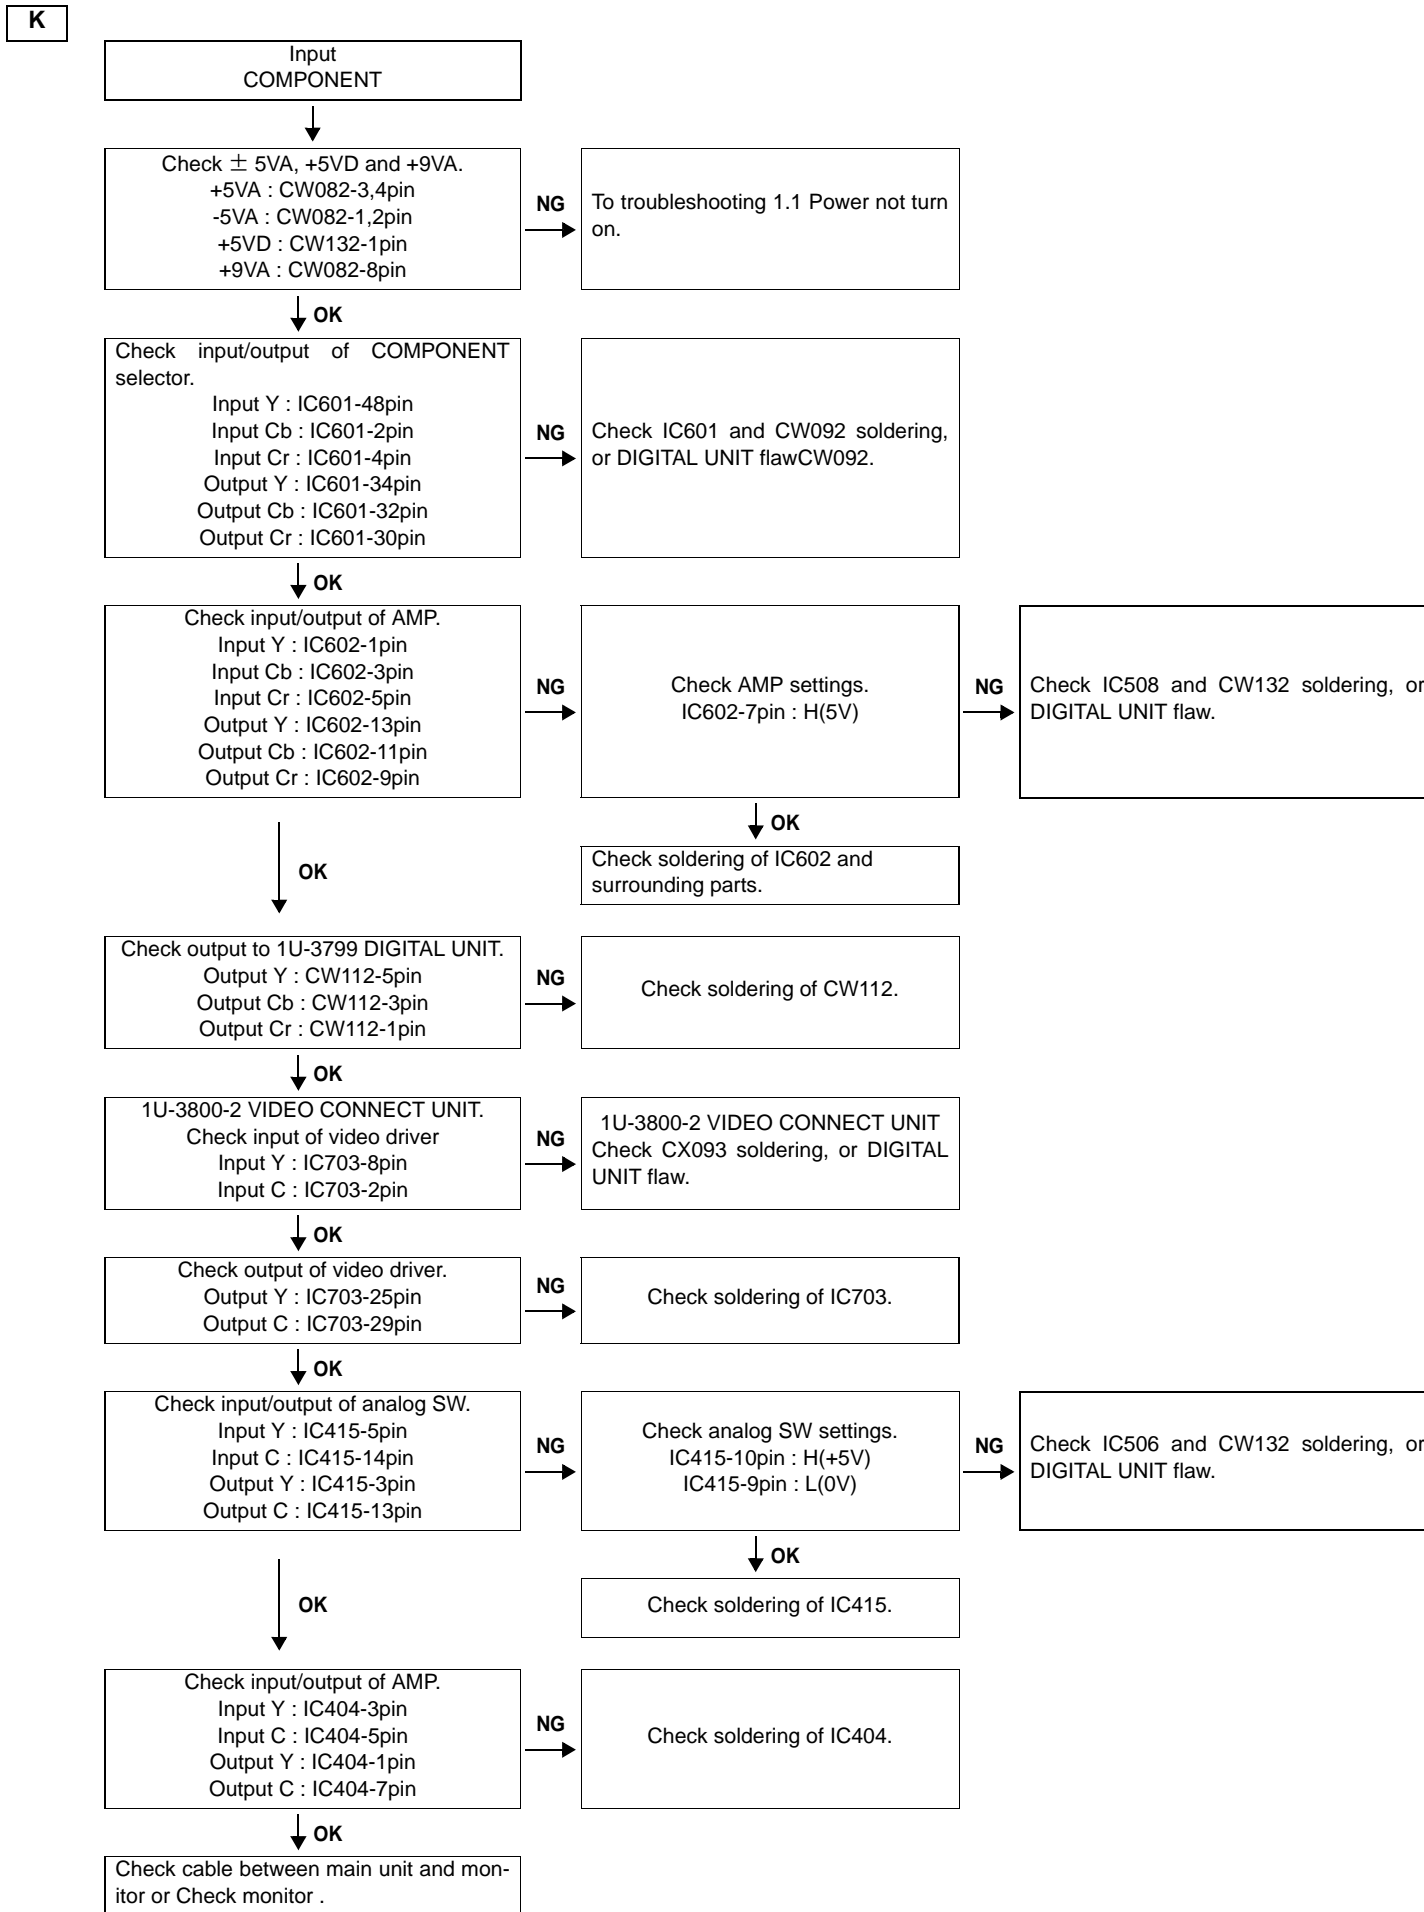 K
Input
COMPONENT
Check ± 5VA, +5VD and +9VA.
+5VA : CW082-3,4pin
-5VA : CW082-1,2pin
+5VD : CW132-1pin
+9VA : CW082-8pin
NG
To troubleshooting 1.1 Power not turn
on.
OK
Check input/output of COMPONENT
selector.
Input Y : IC601-48pin
Input Cb : IC601-2pin
Input Cr : IC601-4pin
Output Y : IC601-34pin
Output Cb : IC601-32pin
Output Cr : IC601-30pin
NG
Check IC601 and CW092 soldering,
or DIGITAL UNIT flawCW092.
OK
Check input/output of AMP.
Input Y : IC602-1pin
Input Cb : IC602-3pin
Input Cr : IC602-5pin
Output Y : IC602-13pin
Output Cb : IC602-11pin
Output Cr : IC602-9pin
NG
Check AMP settings.
IC602-7pin : H(5V)
NG
Check IC508 and CW132 soldering, or
DIGITAL UNIT flaw.
OK
Check soldering of IC602 and
surrounding parts.
OK
Check output to 1U-3799 DIGITAL UNIT.
Output Y : CW112-5pin
Output Cb : CW112-3pin
Output Cr : CW112-1pin
NG
Check soldering of CW112.
OK
1U-3800-2 VIDEO CONNECT UNIT.
Check input of video driver
Input Y : IC703-8pin
Input C : IC703-2pin
NG
1U-3800-2 VIDEO CONNECT UNIT
Check CX093 soldering, or DIGITAL
UNIT flaw.
OK
Check output of video driver.
Output Y : IC703-25pin
Output C : IC703-29pin
NG
Check soldering of IC703.
OK
Check input/output of analog SW.
Input Y : IC415-5pin
Input C : IC415-14pin
Output Y : IC415-3pin
Output C : IC415-13pin
NG
Check analog SW settings.
IC415-10pin : H(+5V)
IC415-9pin : L(0V)
NG
Check IC506 and CW132 soldering, or
DIGITAL UNIT flaw.
OK
Check soldering of IC415.
OK
Check input/output of AMP.
Input Y : IC404-3pin
Input C : IC404-5pin
Output Y : IC404-1pin
Output C : IC404-7pin
NG
Check soldering of IC404.
OK
Check cable between main unit and mon-
itor or Check monitor .